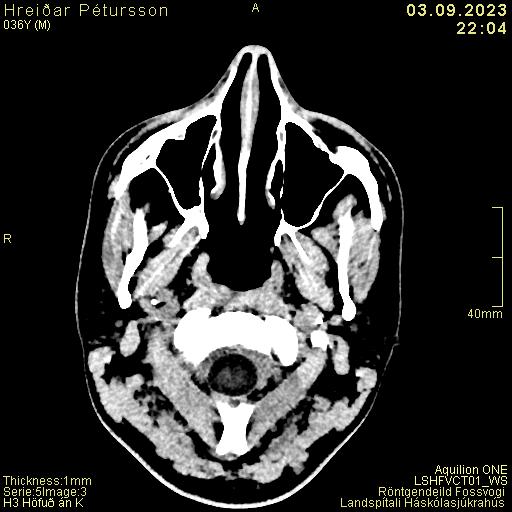 Hreiðar Pétursson
036Y (M)
A
03.09.2023
22:04
R
40mm
Thickness:1mm
Serie:5Image:3
H3 Höfuð án K
Aquilion ONE
LSHFVCT01_WS
Röntgendeild Fossvogi
Landspítali Háskólasjúkrahús